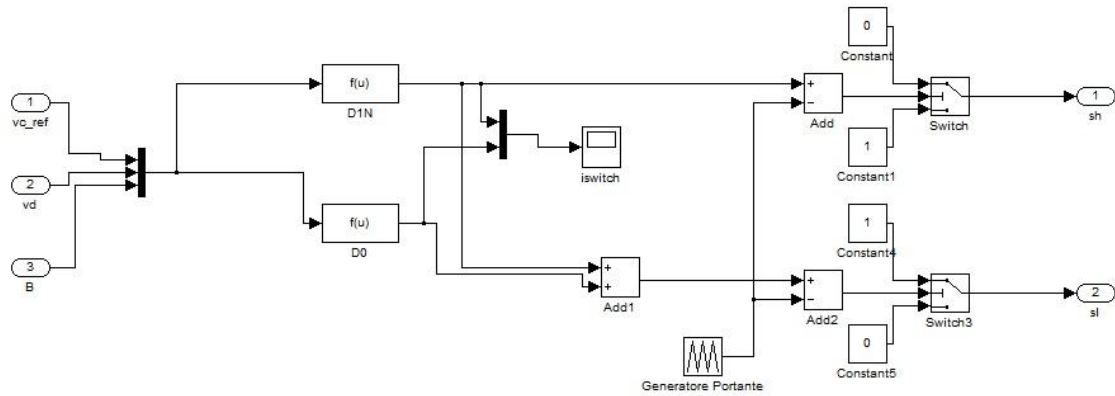 0
Constant
f(u)
D1N
1
vc_ref
+
−
Add
Switch
1
sh
iswitch
1
Constant1
2
vd
f(u)
D0
1
Constant4
3
B
+
+
Add1
+
−
Add2
Switch3
2
sl
0
Constant5
Generatore Portante